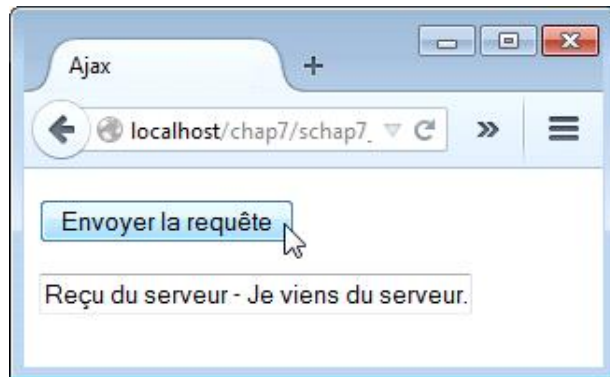 Ajax
localhost/chap7/schap7_
Envoyer la requête
Reçu du serveur - Je viens du serveur.